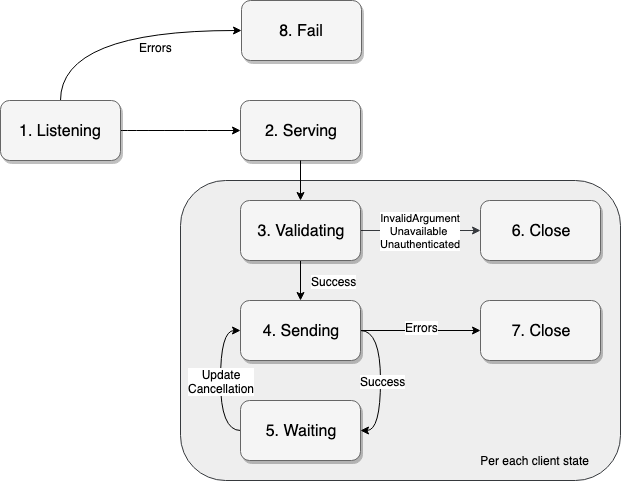 8. Fail
Errors
1. Listening
2. Serving
3. Validating
InvalidArgument
Unavailable
Unauthenticated
6. Close
Success
4. Sending
Errors
7. Close
Update
Cancellation
Success
5. Waiting
Per each client state